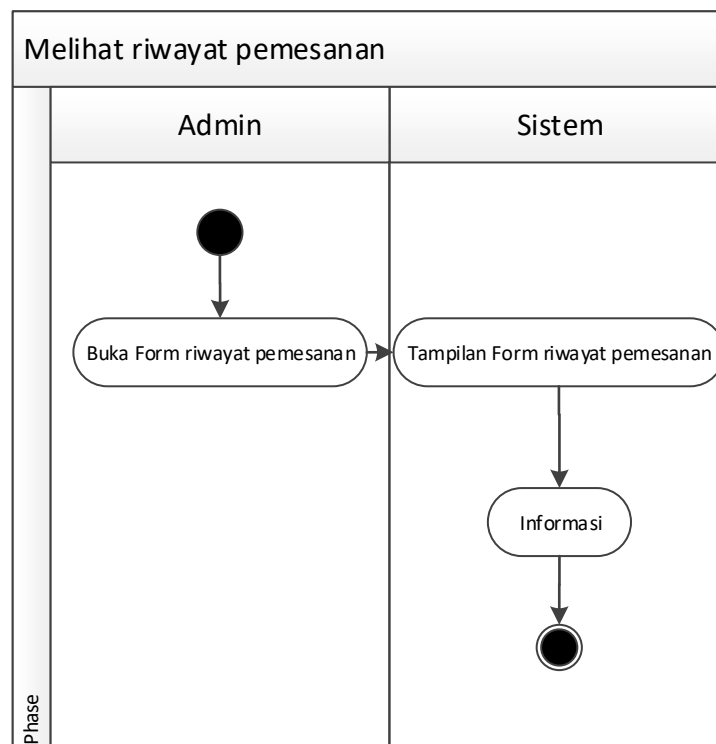 Melihat riwayat pemesanan
Admin
Sistem
Buka Form riwayat pemesanan
Tampilan Form riwayat pemesanan
Informasi
Phase